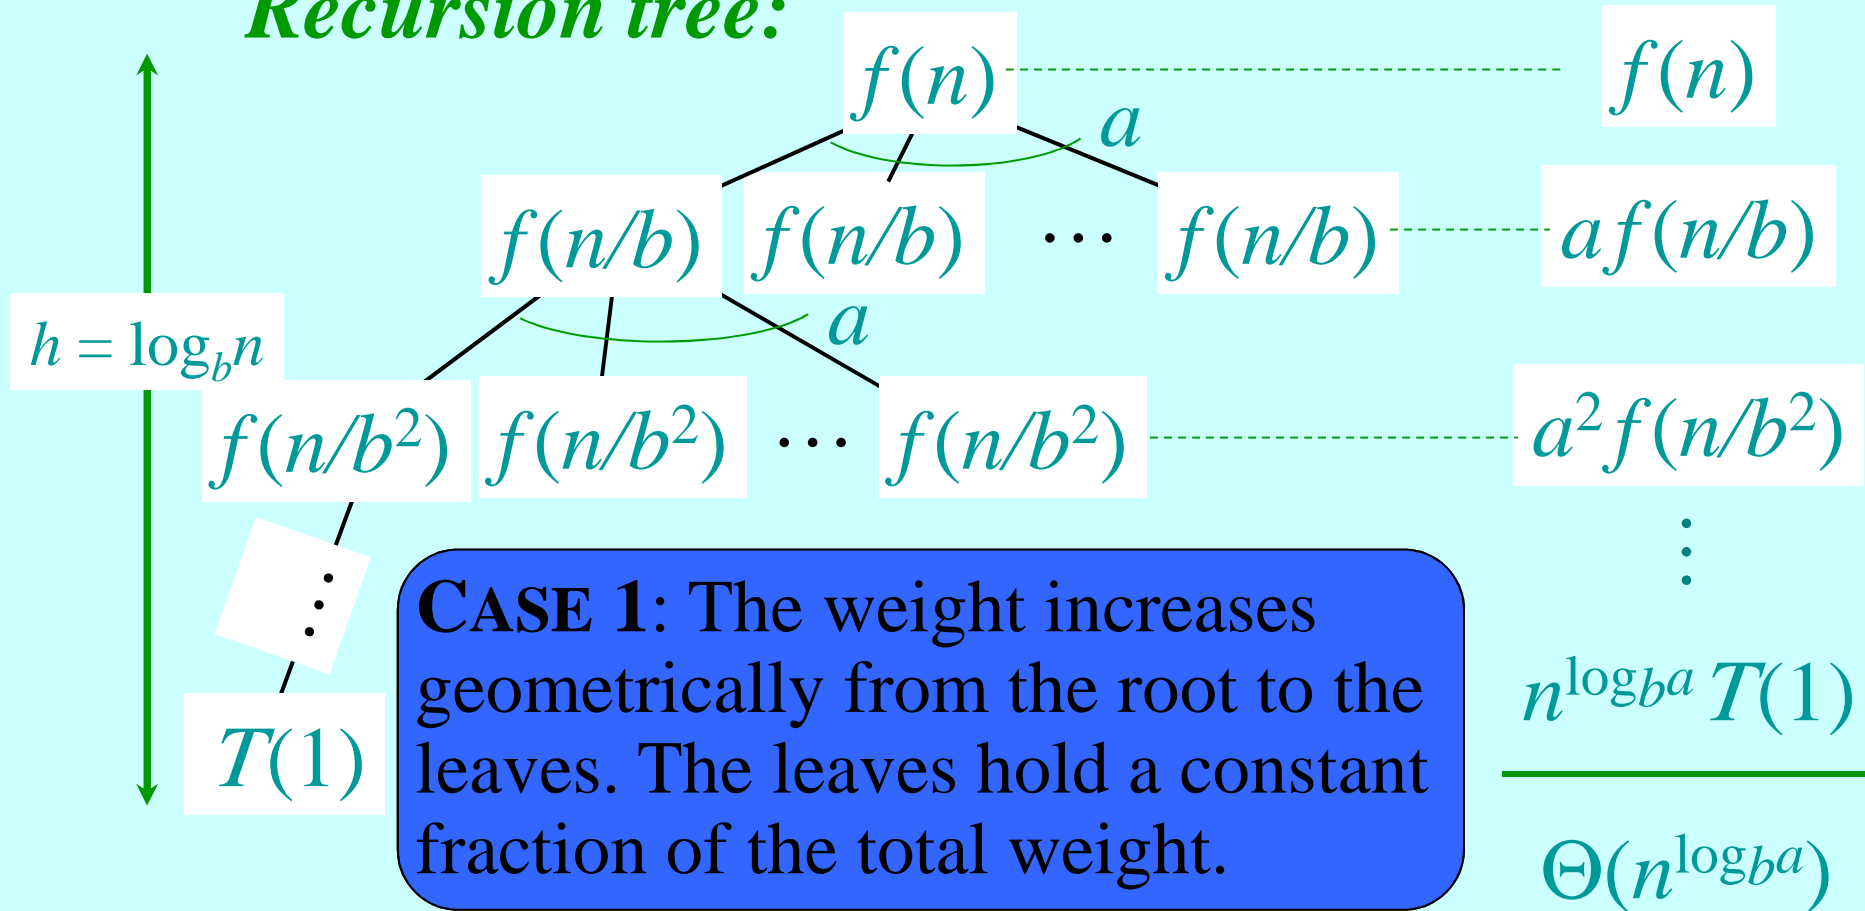 Recursion tree:
f(n) f(n)
a
f(n/b) f(n/b) … f(n/b) af(n/b)
a
h = log_b n
f(n/b²) f(n/b²) … f(n/b²) a²f(n/b²)
⋮ ⋮
CASE 1: The weight increases
geometrically from the root to the
leaves. The leaves hold a constant
fraction of the total weight.
T(1)
n^{log_b a} T(1)
Θ(n^{log_b a})